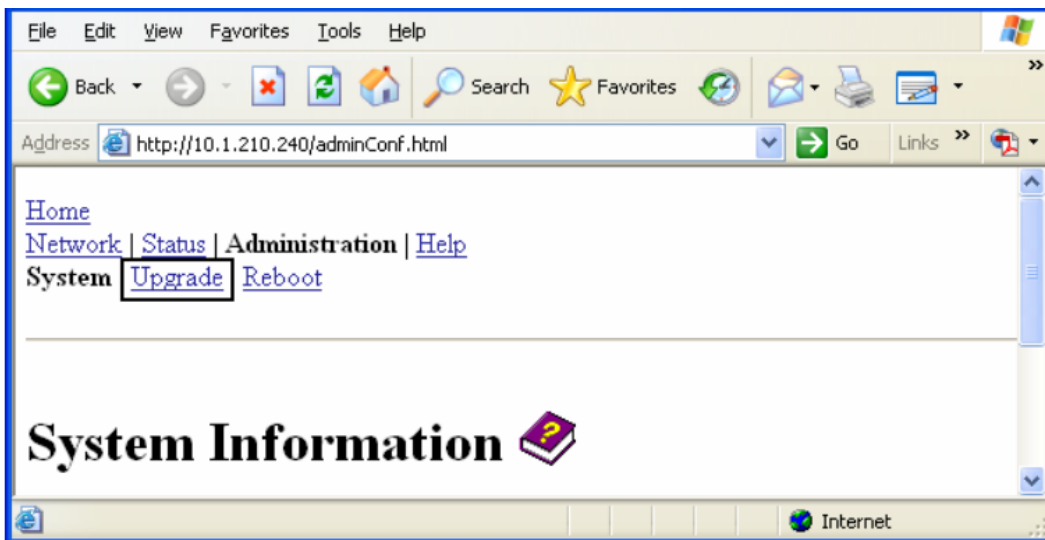 File Edit View Favorites Tools Help
Back Search Favorites »
Address http://10.1.210.240/adminConf.html Go Links »
Home
Network | Status | Administration | Help
System Upgrade Reboot
System Information
Internet